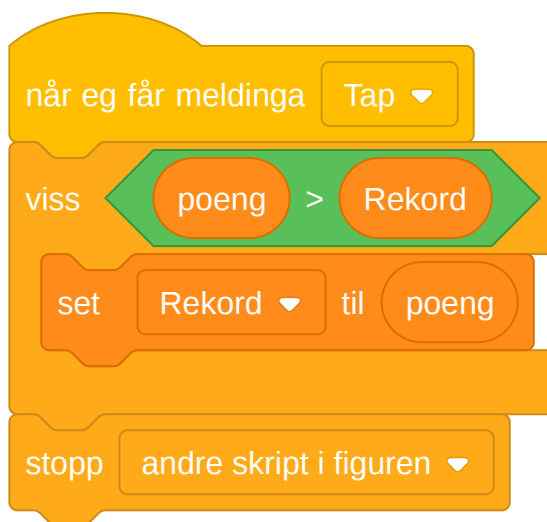 når eg får meldinga Tap
viss poeng > Rekord
set Rekord til poeng
stopp andre skript i figuren